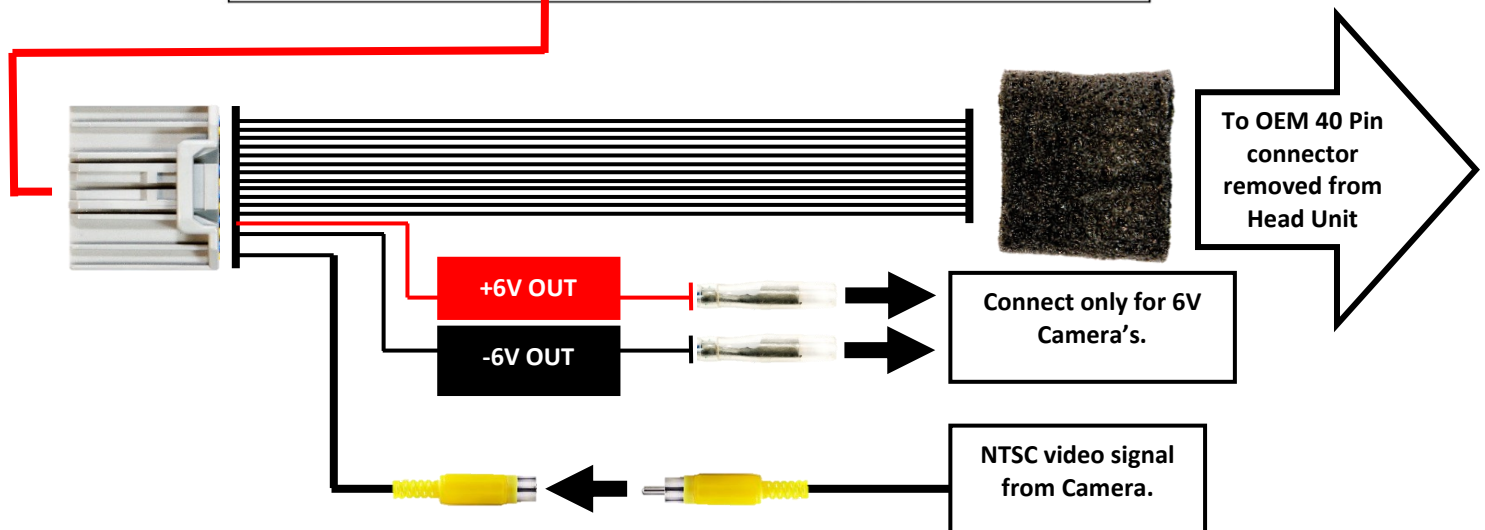 To OEM 40 Pin
connector
removed from
Head Unit
+6V OUT
Connect only for 6V
Camera's.
-6V OUT
NTSC video signal
from Camera.